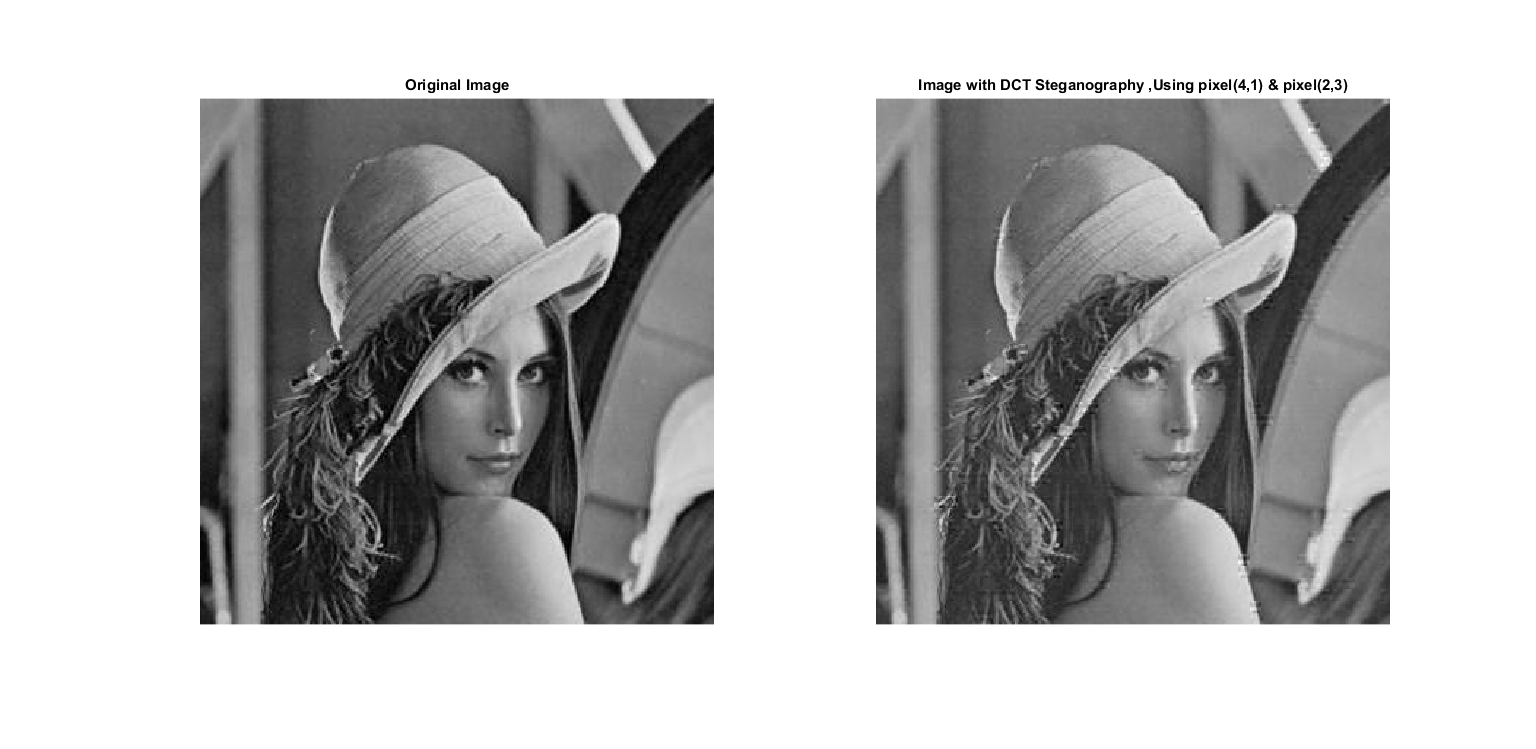 Original Image
Image with DCT Steganography ,Using pixel(4,1) & pixel(2,3)